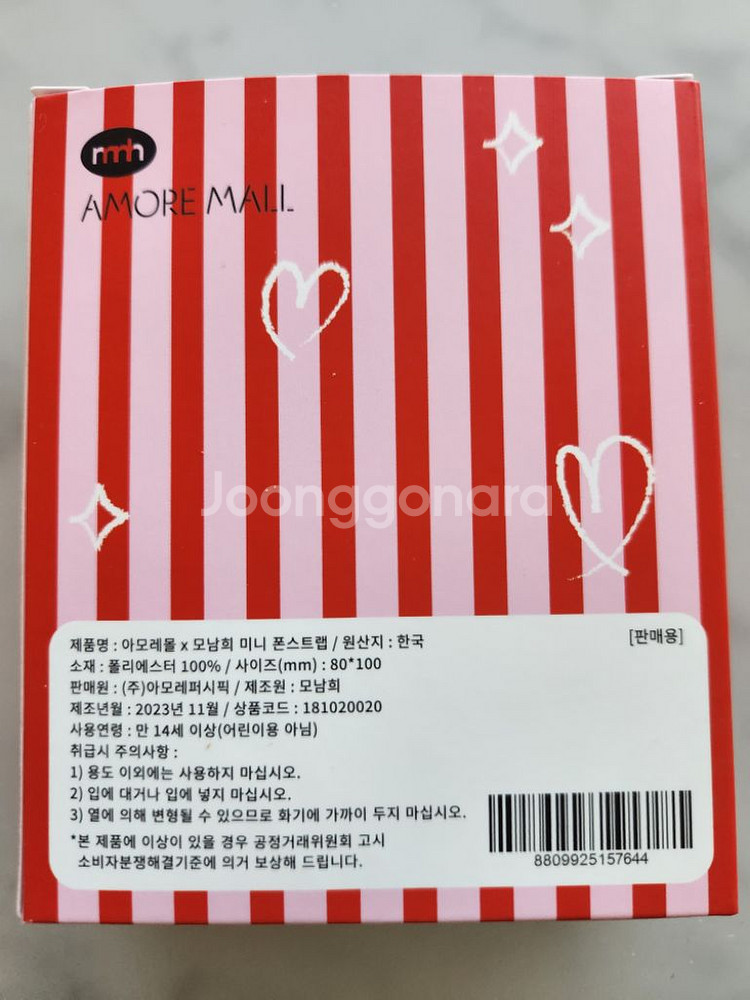 mmh
AMORE MALL
Joonggonara
제품명 : 아모레몰 x 모남희 미니 폰스트랩 / 원산지 : 한국
[판매용]
소재 : 폴리에스터 100% / 사이즈(mm) : 80*100
판매원 : (주)아모레퍼시픽 / 제조원 : 모남희
제조년월 : 2023년 11월 / 상품코드 : 181020020
사용연령 : 만 14세 이상(어린이용 아님)
취급시 주의사항 :
1) 용도 이외에는 사용하지 마십시오.
2) 입에 대거나 입에 넣지 마십시오.
3) 열에 의해 변형될 수 있으므로 화기에 가까이 두지 마십시오.
*본 제품에 이상이 있을 경우 공정거래위원회 고시
소비자분쟁해결기준에 의거 보상해 드립니다.
8809925157644